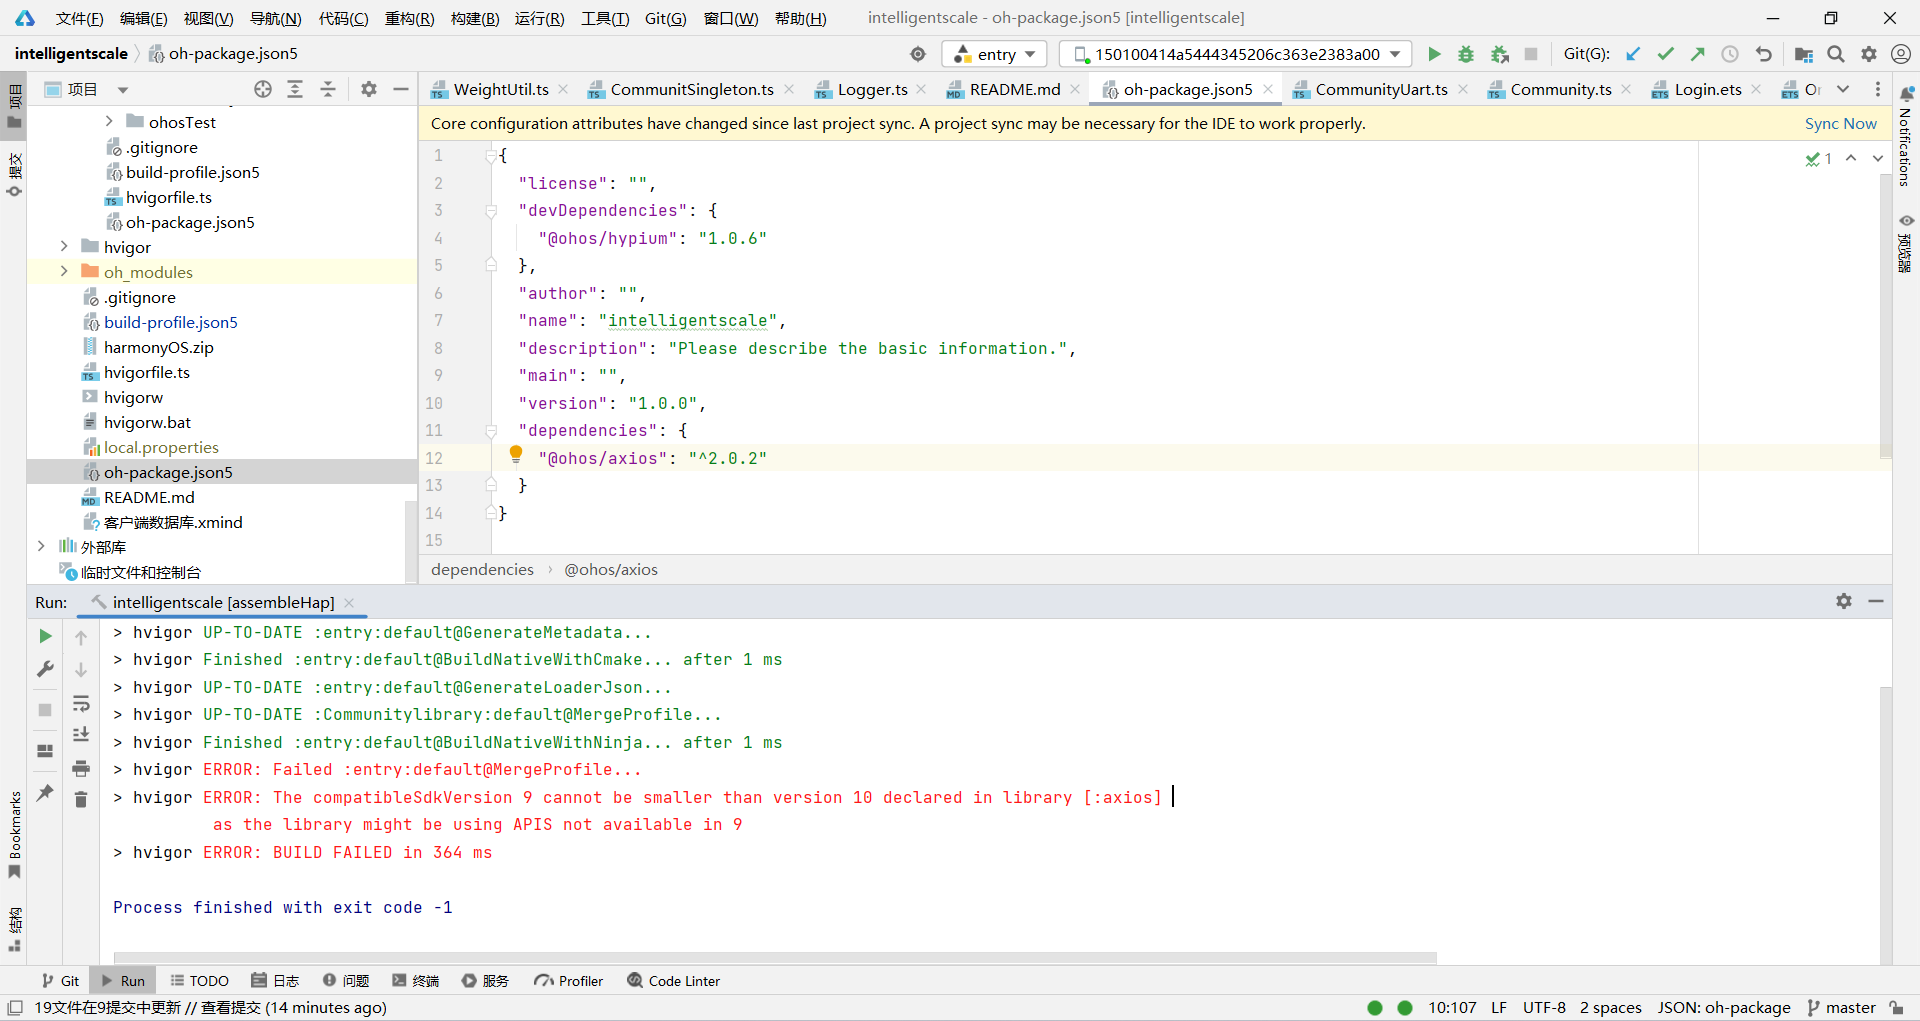 文件(F) 编辑(E) 视图(V) 导航(N) 代码(C) 重构(R) 构建(B) 运行(R) 工具(T) Git(G) 窗口(W) 帮助(H) intelligentscale - oh-package.json5 [intelligentscale]
intelligentscale oh-package.json5 entry 150100414a5444345206c363e2383a00 Git(G):
项目 WeightUtil.ts CommunitSingleton.ts Logger.ts README.md oh-package.json5 CommunityUart.ts Community.ts Login.ets
Core configuration attributes have changed since last project sync. A project sync may be necessary for the IDE to work properly. Sync Now
项目
提交
Bookmarks
结构
ohosTest
.gitignore
build-profile.json5
hvigorfile.ts
oh-package.json5
hvigor
oh_modules
.gitignore
build-profile.json5
harmonyOS.zip
hvigorfile.ts
hvigorw
hvigorw.bat
local.properties
oh-package.json5
README.md
客户端数据库.xmind
外部库
临时文件和控制台
1 {
2 "license": "",
3 "devDependencies": {
4 "@ohos/hypium": "1.0.6"
5 },
6 "author": "",
7 "name": "intelligentscale",
8 "description": "Please describe the basic information.",
9 "main": "",
10 "version": "1.0.0",
11 "dependencies": {
12 "@ohos/axios": "^2.0.2"
13 }
14 }
15
1
Notifications
预览器
dependencies › @ohos/axios
Run: intelligentscale [assembleHap]
> hvigor UP-TO-DATE :entry:default@GenerateMetadata...
> hvigor Finished :entry:default@BuildNativeWithCmake... after 1 ms
> hvigor UP-TO-DATE :entry:default@GenerateLoaderJson...
> hvigor UP-TO-DATE :Communitylibrary:default@MergeProfile...
> hvigor Finished :entry:default@BuildNativeWithNinja... after 1 ms
> hvigor ERROR: Failed :entry:default@MergeProfile...
> hvigor ERROR: The compatibleSdkVersion 9 cannot be smaller than version 10 declared in library [:axios]
as the library might be using APIS not available in 9
> hvigor ERROR: BUILD FAILED in 364 ms
Process finished with exit code -1
Git Run TODO 日志 问题 终端 服务 Profiler Code Linter
19文件在9提交中更新 // 查看提交 (14 minutes ago) 10:107 LF UTF-8 2 spaces JSON: oh-package master